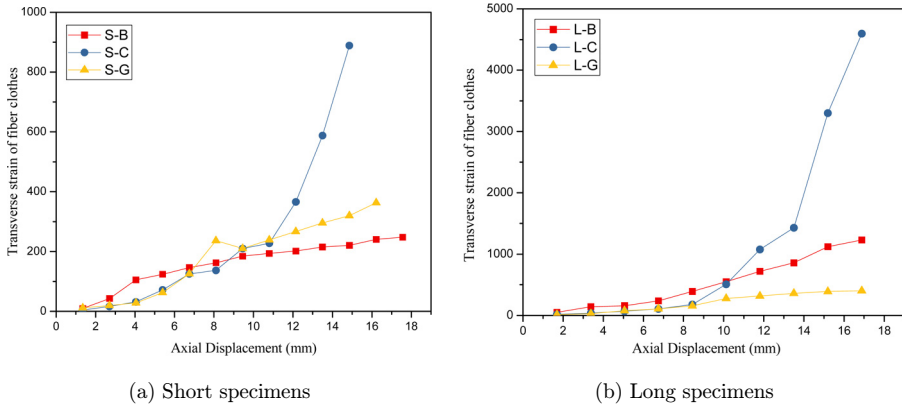 1000
800
600
400
200
0
Transverse strain of fiber clothes
S-B
S-C
S-G
0 2 4 6 8 10 12 14 16 18
Axial Displacement (mm)
(a) Short specimens
5000
4000
3000
2000
1000
0
Transverse strain of fiber clothes
L-B
L-C
L-G
0 2 4 6 8 10 12 14 16 18
Axial Displacement (mm)
(b) Long specimens